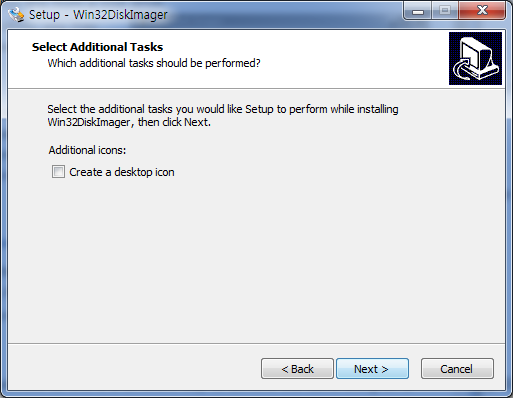 Setup - Win32DiskImager
Select Additional Tasks
Which additional tasks should be performed?
Select the additional tasks you would like Setup to perform while installing
Win32DiskImager, then click Next.
Additional icons:
Create a desktop icon
< Back
Next >
Cancel